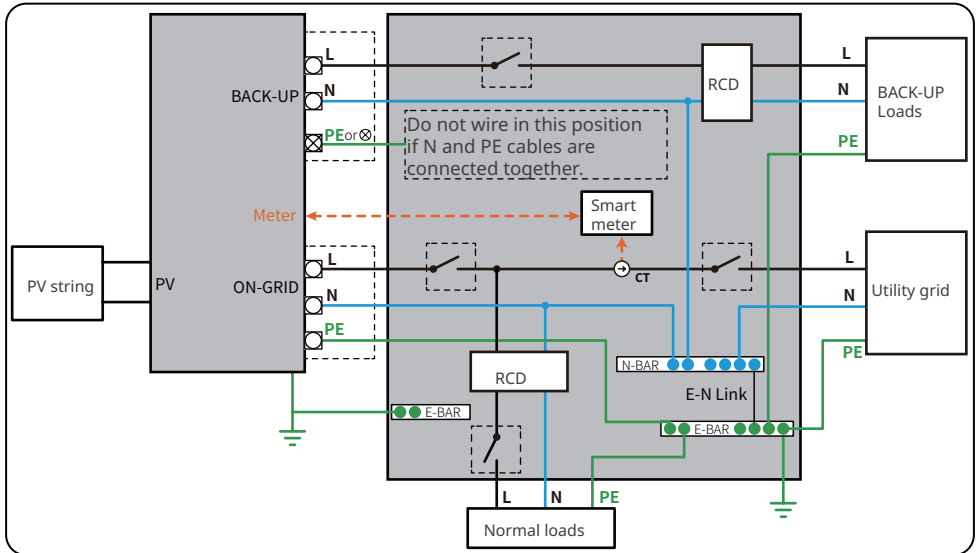 L
N
BACK-UP
PEor⊗
Do not wire in this position
if N and PE cables are
connected together.
RCD
L
N
PE
BACK-UP
Loads
Meter
Smart
meter
PV string
PV
L
ON-GRID
N
PE
CT
L
N
PE
Utility grid
RCD
N-BAR
E-N Link
E-BAR
E-BAR
L
N
PE
Normal loads